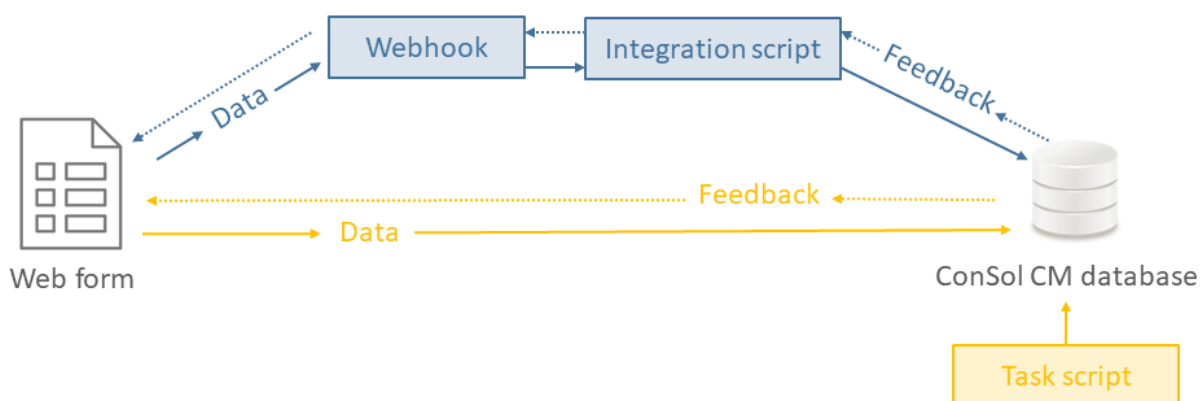 Webhook
Integration script
Data
Feedback
Feedback
Data
Web form
ConSol CM database
Task script